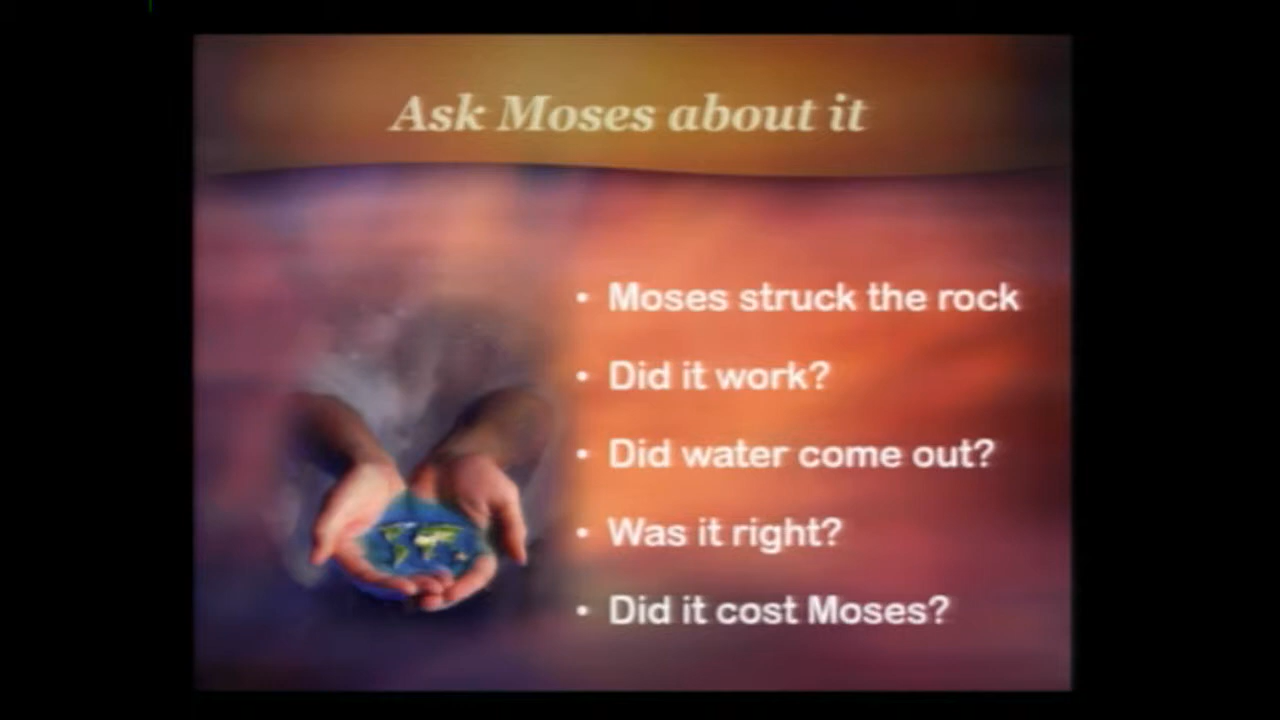 Ask Moses about it
• Moses struck the rock
• Did it work?
• Did water come out?
• Was it right?
• Did it cost Moses?